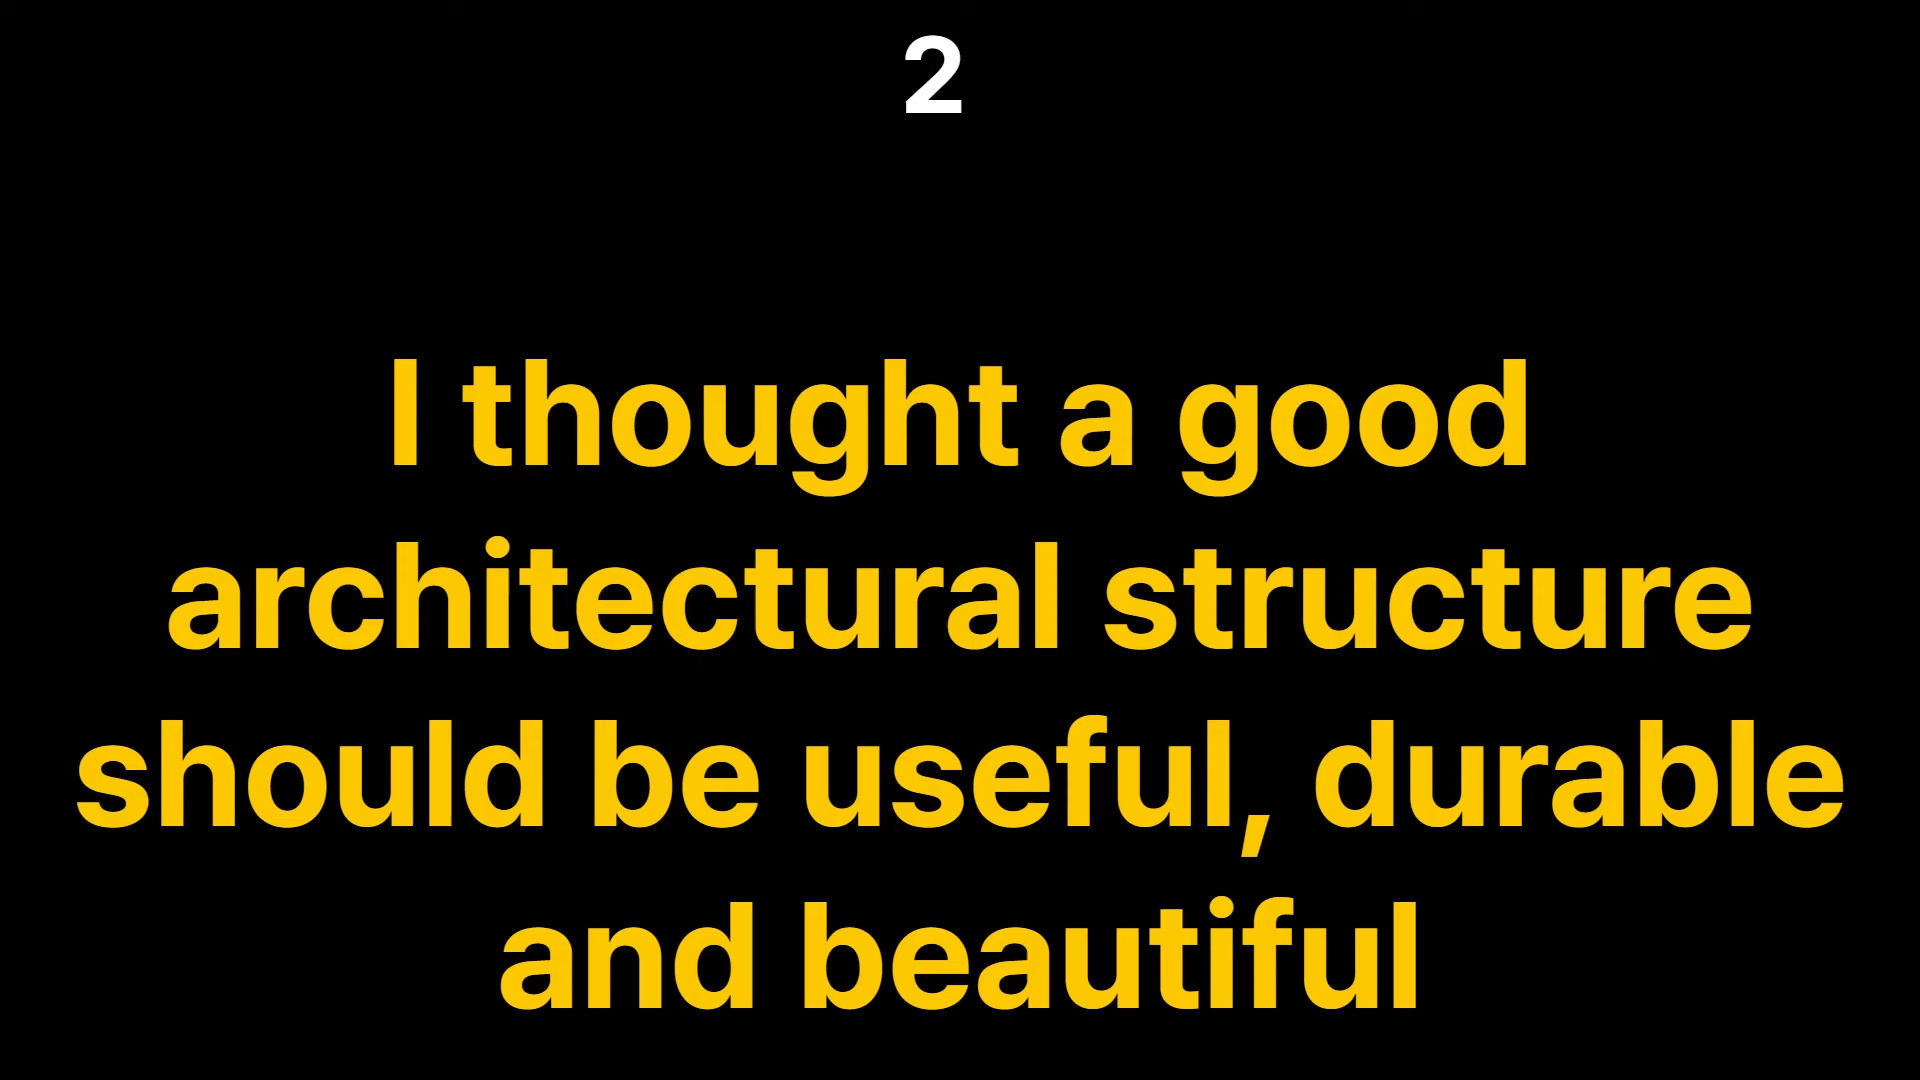 2
I thought a good
architectural structure
should be useful, durable
and beautiful